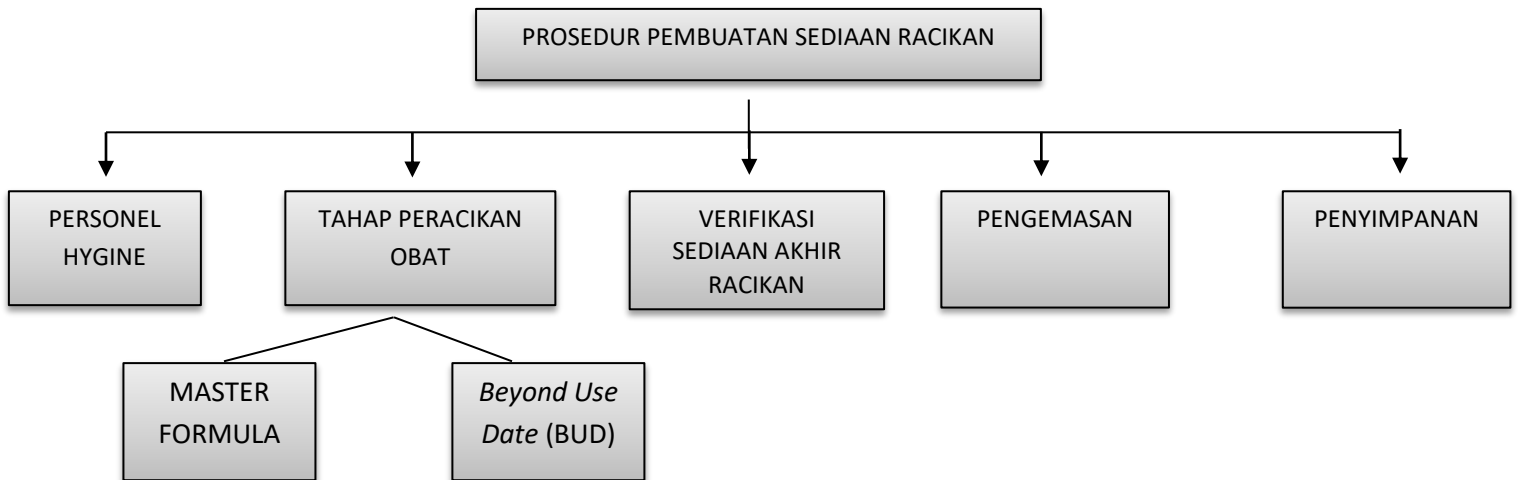 PROSEDUR PEMBUATAN SEDIAAN RACIKAN
PERSONEL
HYGINE
TAHAP PERACIKAN
OBAT
VERIFIKASI
SEDIAAN AKHIR
RACIKAN
PENGEMASAN
PENYIMPANAN
MASTER
FORMULA
Beyond Use
Date (BUD)